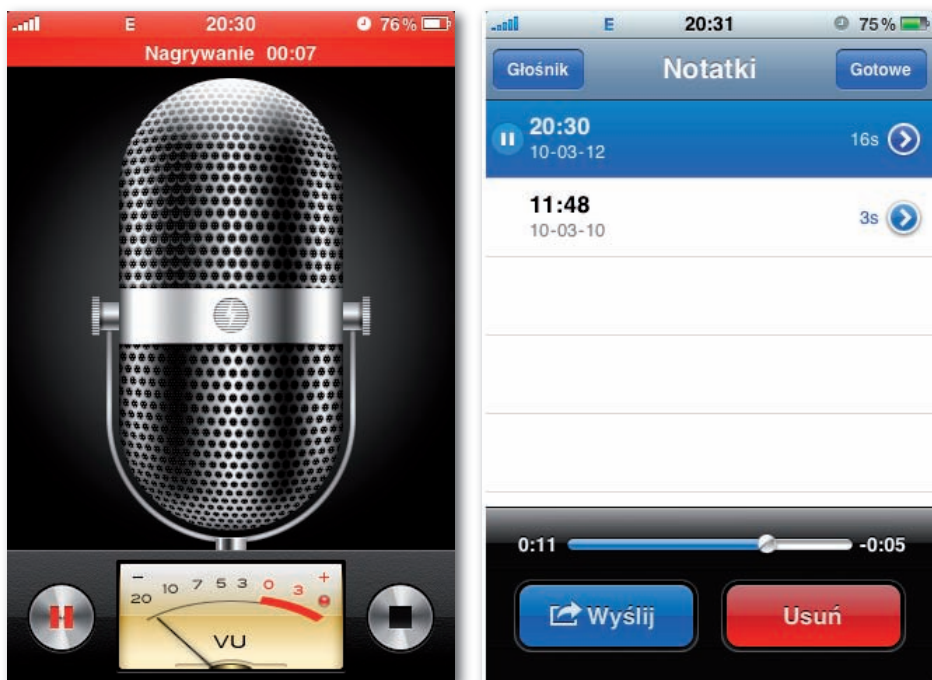 E 20:30 76%
Nagrywanie 00:07
− 20 10 7 5 3 0 3 +
VU
E 20:31 75%
Głośnik Notatki Gotowe
20:30
10-03-12
16s
11:48
10-03-10
3s
0:11 -0:05
Wyślij Usuń